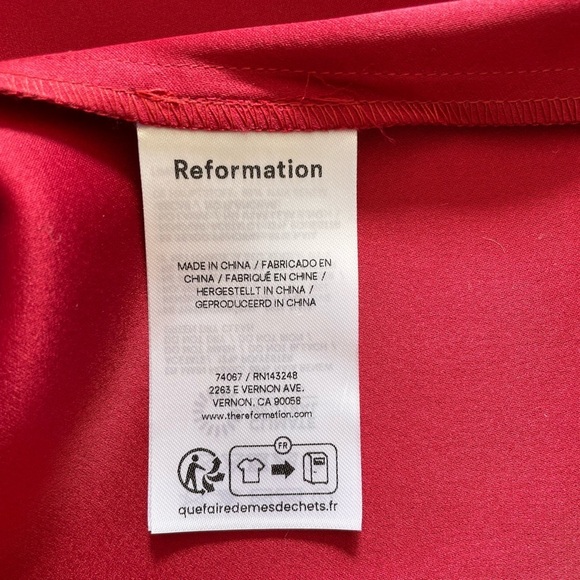 Reformation
MADE IN CHINA / FABRICADO EN
CHINA / FABRIQUÉ EN CHINE /
HERGESTELLT IN CHINA /
GEPRODUCEERD IN CHINA
74067 / RN143248
2263 E VERNON AVE.
VERNON, CA 90058
www.thereformation.com
FR
quefairedemesdechets.fr